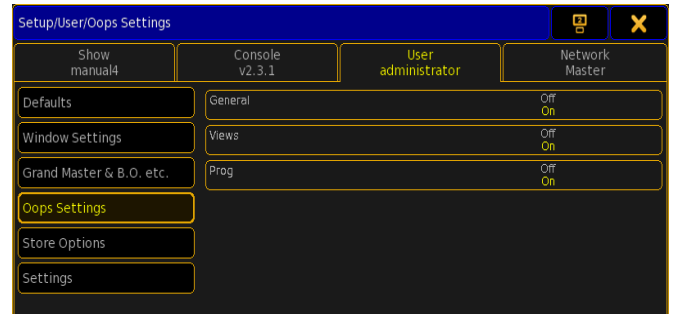 Setup/User/Oops Settings
2
Show
manual4
Console
v2.3.1
User
administrator
Network
Master
Defaults
Window Settings
Grand Master & B.O. etc.
Oops Settings
Store Options
Settings
General
Off
On
Views
Off
On
Prog
Off
On